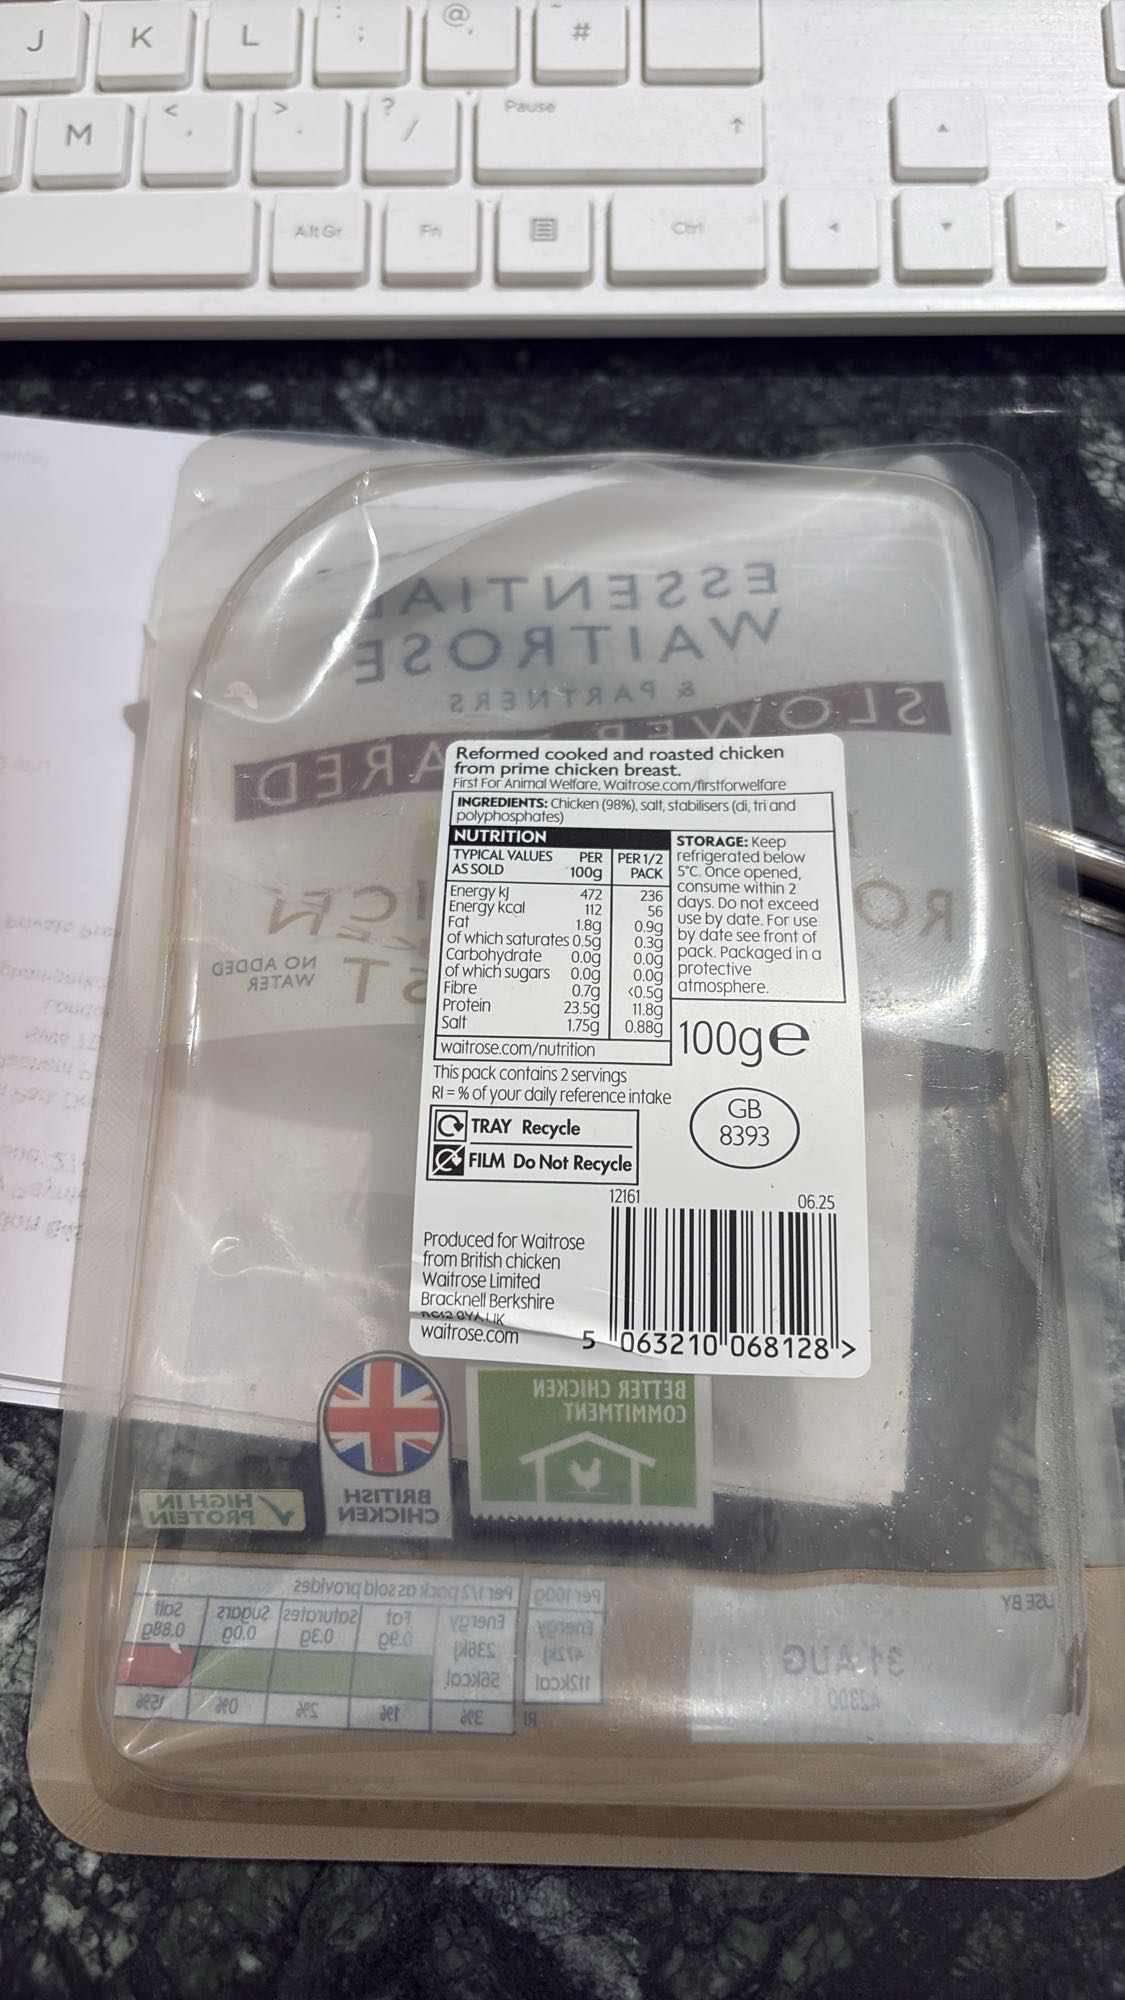 J K L : ; @ , ~ #
M < , > . ? / Pause ↑
Alt Gr Fn Ctrl
ESSENTIAL
WAITROSE
& PARTNERS
SLOWER REARED
NO ADDED
WATER
Reformed cooked and roasted chicken
from prime chicken breast.
First For Animal Welfare, Waitrose.com/firstforwelfare
INGREDIENTS: Chicken (98%), salt, stabilisers (di, tri and
polyphosphates)
NUTRITION
TYPICAL VALUES AS SOLD PER 100g PER 1/2 PACK
Energy kJ 472 236
Energy kcal 112 56
Fat 1.8g 0.9g
of which saturates 0.5g 0.3g
Carbohydrate 0.0g 0.0g
of which sugars 0.0g 0.0g
Fibre 0.7g <0.5g
Protein 23.5g 11.8g
Salt 1.75g 0.88g
waitrose.com/nutrition
STORAGE: Keep
refrigerated below
5°C. Once opened,
consume within 2
days. Do not exceed
use by date. For use
by date see front of
pack. Packaged in a
protective
atmosphere.
100g e
This pack contains 2 servings
RI = % of your daily reference intake
GB
8393
TRAY Recycle
FILM Do Not Recycle
12161 06.25
Produced for Waitrose
from British chicken
Waitrose Limited
Bracknell Berkshire
waitrose.com
5 063210 068128 >
BETTER CHICKEN
COMMITMENT
BRITISH
CHICKEN
HIGH IN
PROTEIN
Per 100g Per 1/2 pack as sold provides
Energy Energy Fat Saturates Sugars Salt
472kJ 236kJ 0.9g 0.3g 0.0g 0.88g
112kcal 56kcal
RI 3% 1% 2% 0% 15%
USE BY
31 AUG